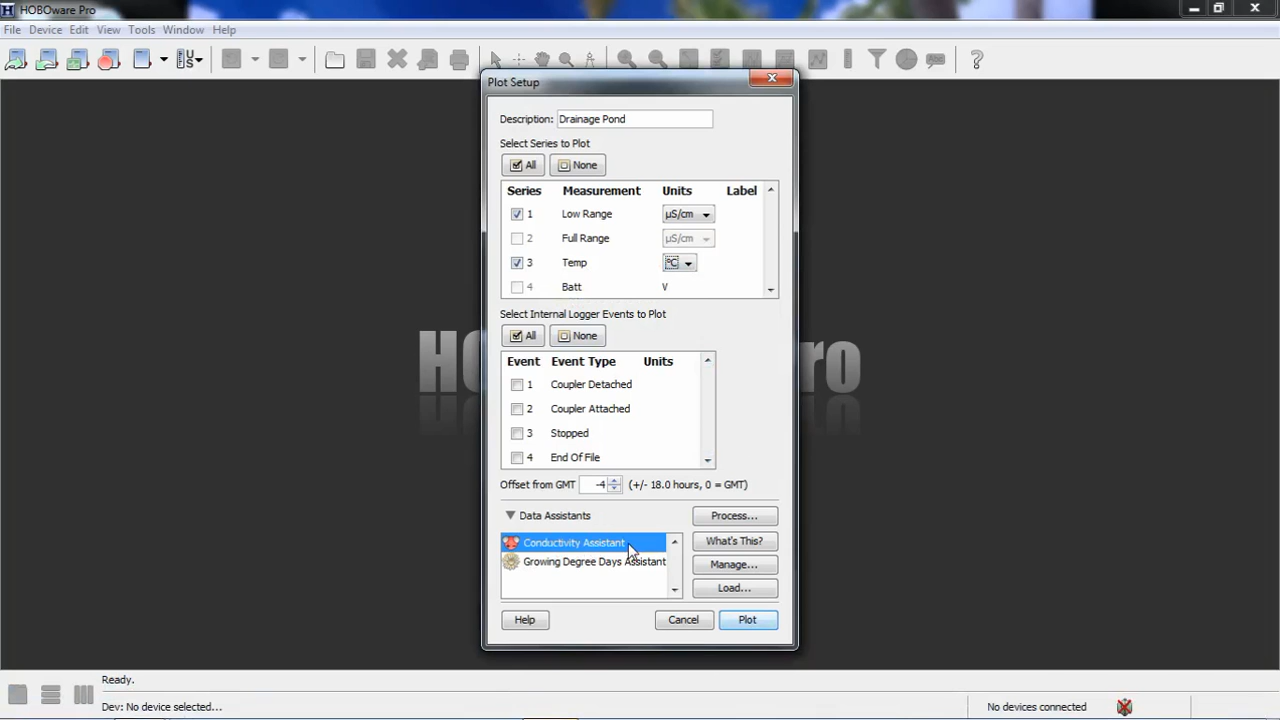 HOBOware Pro
File Device Edit View Tools Window Help
Plot Setup
Description: Drainage Pond
Select Series to Plot
All None
Series Measurement Units Label
1 Low Range µS/cm
2 Full Range µS/cm
3 Temp °C
4 Batt V
Select Internal Logger Events to Plot
All None
Event Event Type Units
1 Coupler Detached
2 Coupler Attached
3 Stopped
4 End Of File
Offset from GMT -4 (+/- 18.0 hours, 0 = GMT)
Data Assistants Process...
Conductivity Assistant What's This?
Growing Degree Days Assistant Manage...
Load...
Help Cancel Plot
Ready.
Dev: No device selected... No devices connected